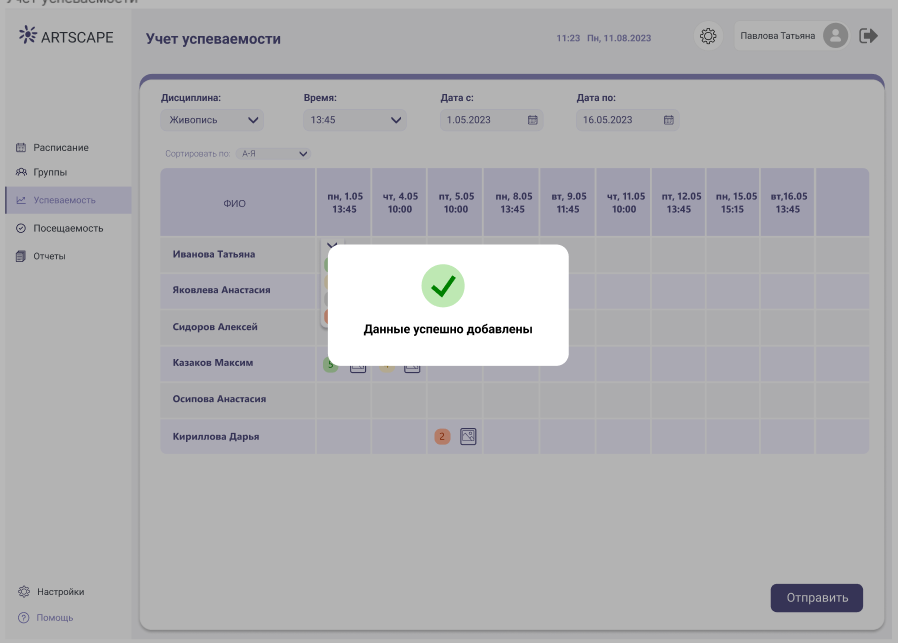 Учет успеваемости
ARTSCAPE
Учет успеваемости
11:23 Пн, 11.08.2023
Павлова Татьяна
Дисциплина:
Время:
Дата с:
Дата по:
Живопись
13:45
1.05.2023
16.05.2023
Сортировать по:
А-Я
Расписание
Группы
Успеваемость
Посещаемость
Отчеты
ФИО
пн, 1.05
13:45
чт, 4.05
10:00
пт, 5.05
10:00
пн, 8.05
13:45
вт, 9.05
11:45
чт, 11.05
10:00
пт, 12.05
13:45
пн, 15.05
15:15
вт,16.05
13:45
Иванова Татьяна
Яковлева Анастасия
Сидоров Алексей
Казаков Максим
5
Осипова Анастасия
Кириллова Дарья
2
Данные успешно добавлены
Отправить
Настройки
Помощь